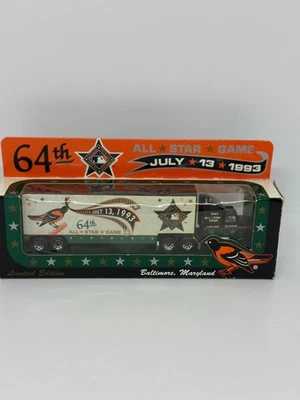 64th
ALL ★ STAR ★ GAME
JULY ★ 13 ★ 1993
JULY 13, 1993
64th
ALL ★ STAR ★ GAME
Limited Edition
Baltimore, Maryland